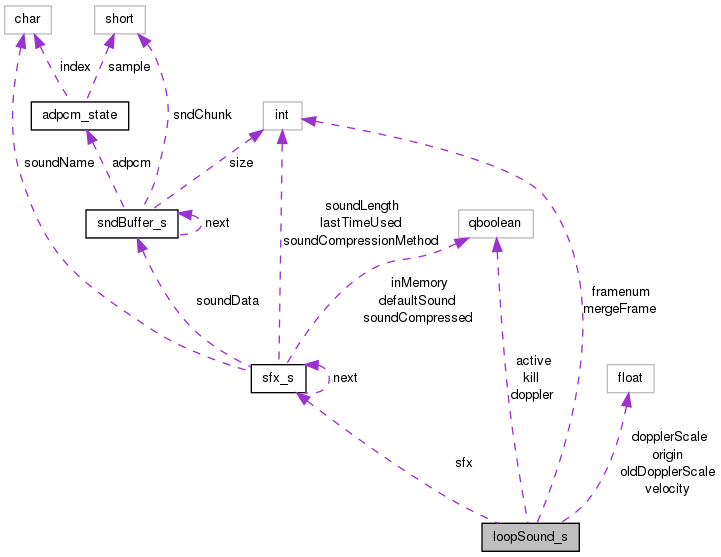 char
short
index
sample
adpcm_state
int
sndChunk
soundName
adpcm
size
soundLength
lastTimeUsed
soundCompressionMethod
sndBuffer_s
next
qboolean
inMemory
defaultSound
soundCompressed
framenum
mergeFrame
soundData
active
kill
doppler
sfx_s
next
float
dopplerScale
origin
oldDopplerScale
velocity
sfx
loopSound_s